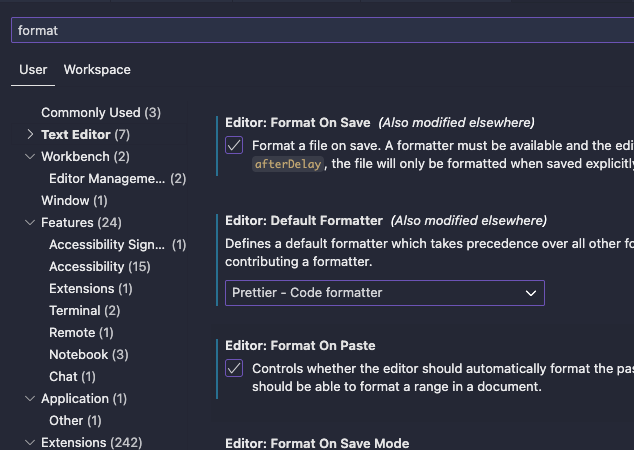 format
User Workspace
Commonly Used (3)
Text Editor (7)
Workbench (2)
Editor Manageme... (2)
Window (1)
Features (24)
Accessibility Sign... (1)
Accessibility (15)
Extensions (1)
Terminal (2)
Remote (1)
Notebook (3)
Chat (1)
Application (1)
Other (1)
Extensions (242)
Editor: Format On Save (Also modified elsewhere)
Format a file on save. A formatter must be available and the edi
afterDelay, the file will only be formatted when saved explicitly
Editor: Default Formatter (Also modified elsewhere)
Defines a default formatter which takes precedence over all other fo
contributing a formatter.
Prettier - Code formatter
Editor: Format On Paste
Controls whether the editor should automatically format the pas
should be able to format a range in a document.
Editor: Format On Save Mode